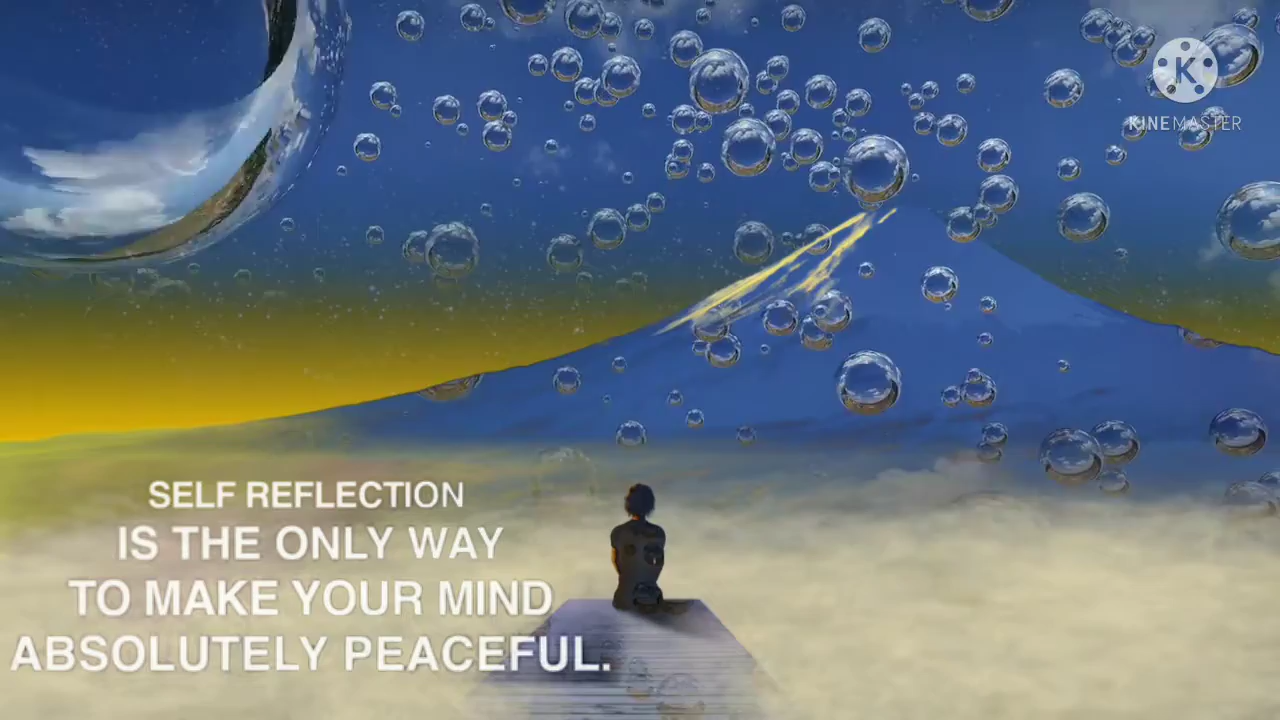 K
KINEMASTER
SELF REFLECTION
IS THE ONLY WAY
TO MAKE YOUR MIND
ABSOLUTELY PEACEFUL.